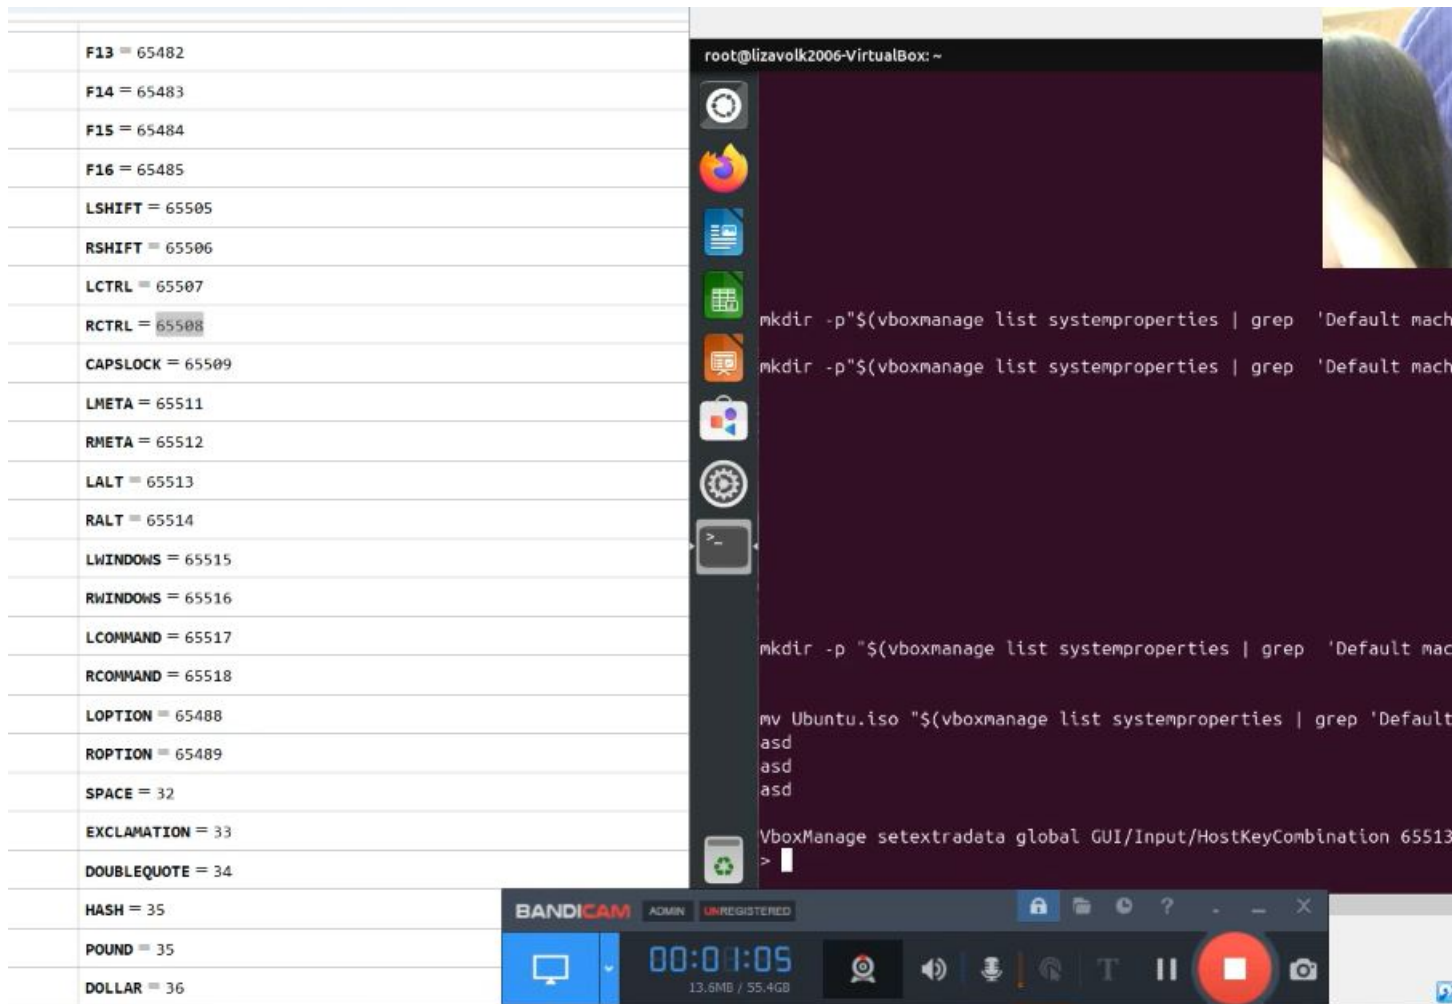 F13 = 65482
F14 = 65483
F15 = 65484
F16 = 65485
LSHIFT = 65505
RSHIFT = 65506
LCTRL = 65507
RCTRL = 65508
CAPSLOCK = 65509
LMETA = 65511
RMETA = 65512
LALT = 65513
RALT = 65514
LWINDOWS = 65515
RWINDOWS = 65516
LCOMMAND = 65517
RCOMMAND = 65518
LOPTION = 65488
ROPTION = 65489
SPACE = 32
EXCLAMATION = 33
DOUBLEQUOTE = 34
HASH = 35
POUND = 35
DOLLAR = 36
root@lizavolk2006-VirtualBox: ~
mkdir -p"$(vboxmanage list systemproperties | grep  'Default mach
mkdir -p"$(vboxmanage list systemproperties | grep  'Default mach
mkdir -p "$(vboxmanage list systemproperties | grep  'Default mac
mv Ubuntu.iso "$(vboxmanage list systemproperties | grep 'Default
asd
asd
asd
VboxManage setextradata global GUI/Input/HostKeyCombination 65513
>
BANDICAM ADMIN UNREGISTERED
00:01:05
13.6MB / 55.4GB